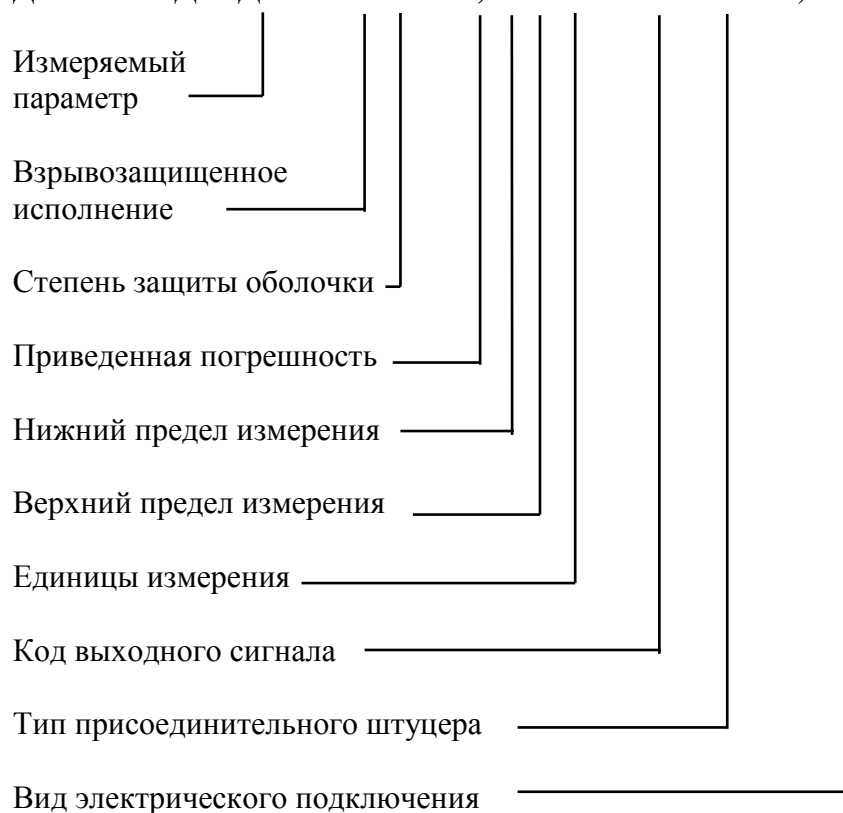 Измеряемый
параметр
Взрывозащищенное
исполнение
Степень защиты оболочки
Приведенная погрешность
Нижний предел измерения
Верхний предел измерения
Единицы измерения
Код выходного сигнала
Тип присоединительного штуцера
Вид электрического подключения